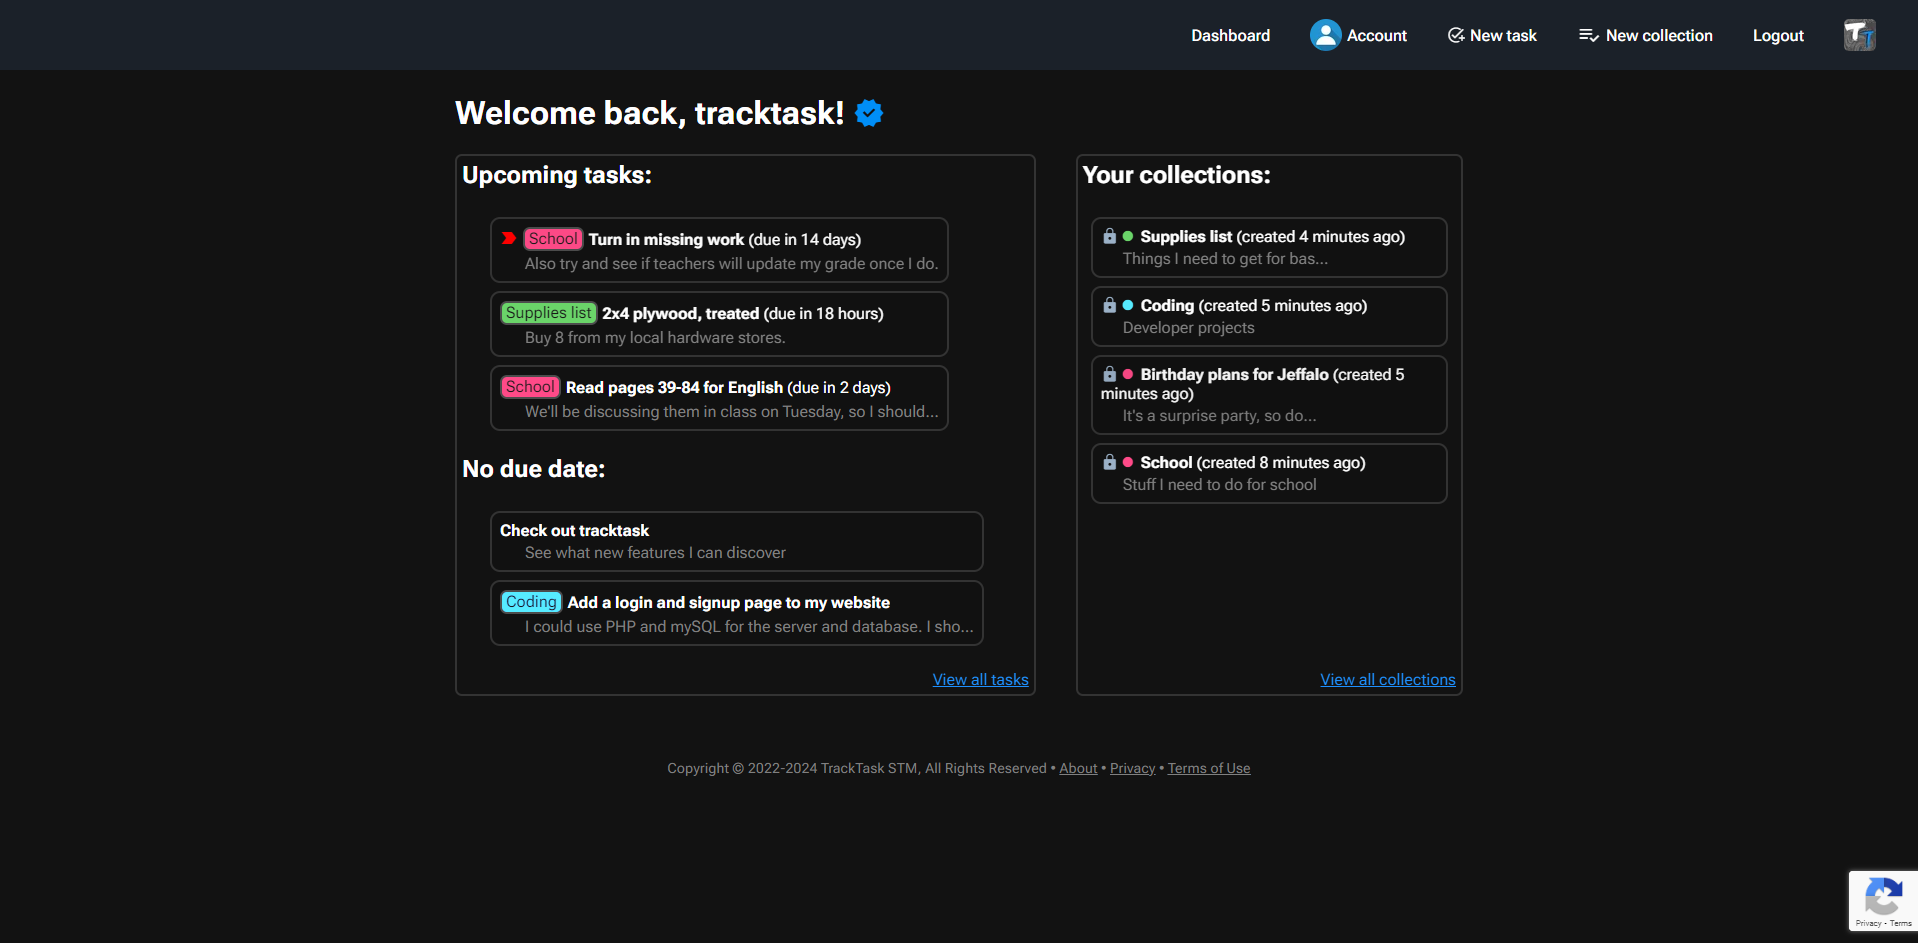 Dashboard
Account
New task
New collection
Logout
TT
Welcome back, tracktask!
Upcoming tasks:
School Turn in missing work (due in 14 days)
Also try and see if teachers will update my grade once I do.
Supplies list 2x4 plywood, treated (due in 18 hours)
Buy 8 from my local hardware stores.
School Read pages 39-84 for English (due in 2 days)
We'll be discussing them in class on Tuesday, so I should...
No due date:
Check out tracktask
See what new features I can discover
Coding Add a login and signup page to my website
I could use PHP and mySQL for the server and database. I sho...
View all tasks
Your collections:
Supplies list (created 4 minutes ago)
Things I need to get for bas...
Coding (created 5 minutes ago)
Developer projects
Birthday plans for Jeffalo (created 5
minutes ago)
It's a surprise party, so do...
School (created 8 minutes ago)
Stuff I need to do for school
View all collections
Copyright © 2022-2024 TrackTask STM, All Rights Reserved • About • Privacy • Terms of Use
Privacy - Terms